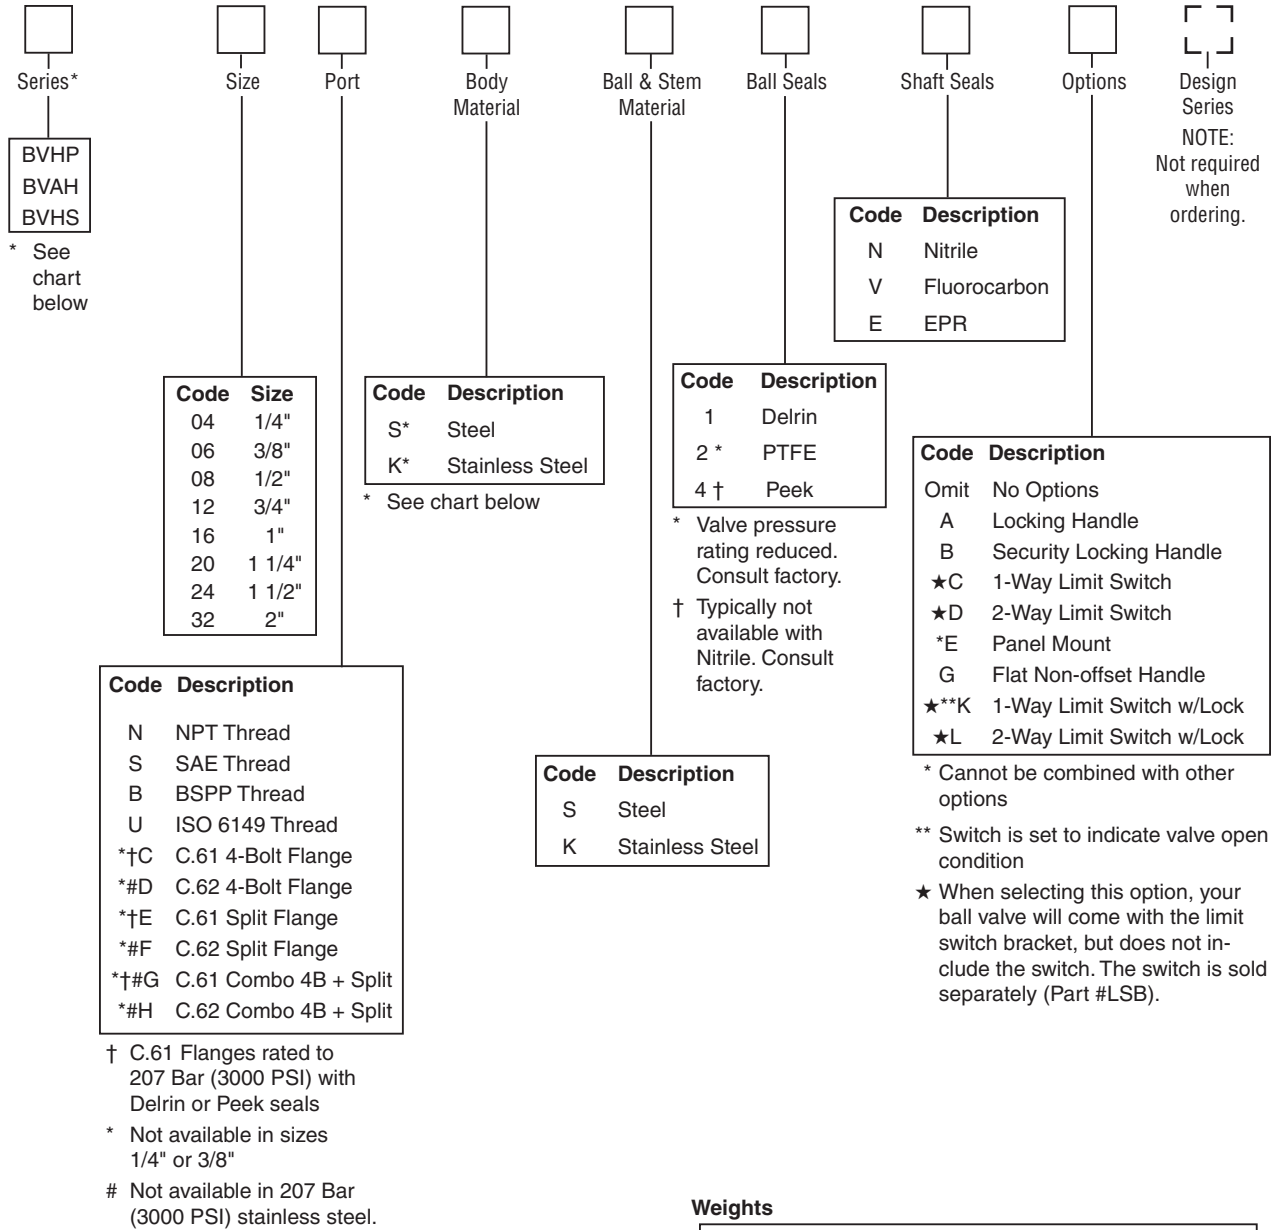 Series*
Size
Port
Body
Material
Ball & Stem
Material
Ball Seals
Shaft Seals
Options
Design
Series
NOTE:
Not required
when
ordering.
BVHP
BVAH
BVHS
* See
chart
below
Code Description
N Nitrile
V Fluorocarbon
E EPR
Code Size
04 1/4"
06 3/8"
08 1/2"
12 3/4"
16 1"
20 1 1/4"
24 1 1/2"
32 2"
Code Description
S* Steel
K* Stainless Steel
* See chart below
Code Description
1 Delrin
2 * PTFE
4 † Peek
* Valve pressure
rating reduced.
Consult factory.
† Typically not
available with
Nitrile. Consult
factory.
Code Description
Omit No Options
A Locking Handle
B Security Locking Handle
★C 1-Way Limit Switch
★D 2-Way Limit Switch
*E Panel Mount
G Flat Non-offset Handle
★**K 1-Way Limit Switch w/Lock
★L 2-Way Limit Switch w/Lock
* Cannot be combined with other
options
** Switch is set to indicate valve open
condition
★ When selecting this option, your
ball valve will come with the limit
switch bracket, but does not in-
clude the switch. The switch is sold
separately (Part #LSB).
Code Description
N NPT Thread
S SAE Thread
B BSPP Thread
U ISO 6149 Thread
*†C C.61 4-Bolt Flange
*#D C.62 4-Bolt Flange
*†E C.61 Split Flange
*#F C.62 Split Flange
*†#G C.61 Combo 4B + Split
*#H C.62 Combo 4B + Split
† C.61 Flanges rated to
207 Bar (3000 PSI) with
Delrin or Peek seals
* Not available in sizes
1/4" or 3/8"
# Not available in 207 Bar
(3000 PSI) stainless steel.
Code Description
S Steel
K Stainless Steel
Weights